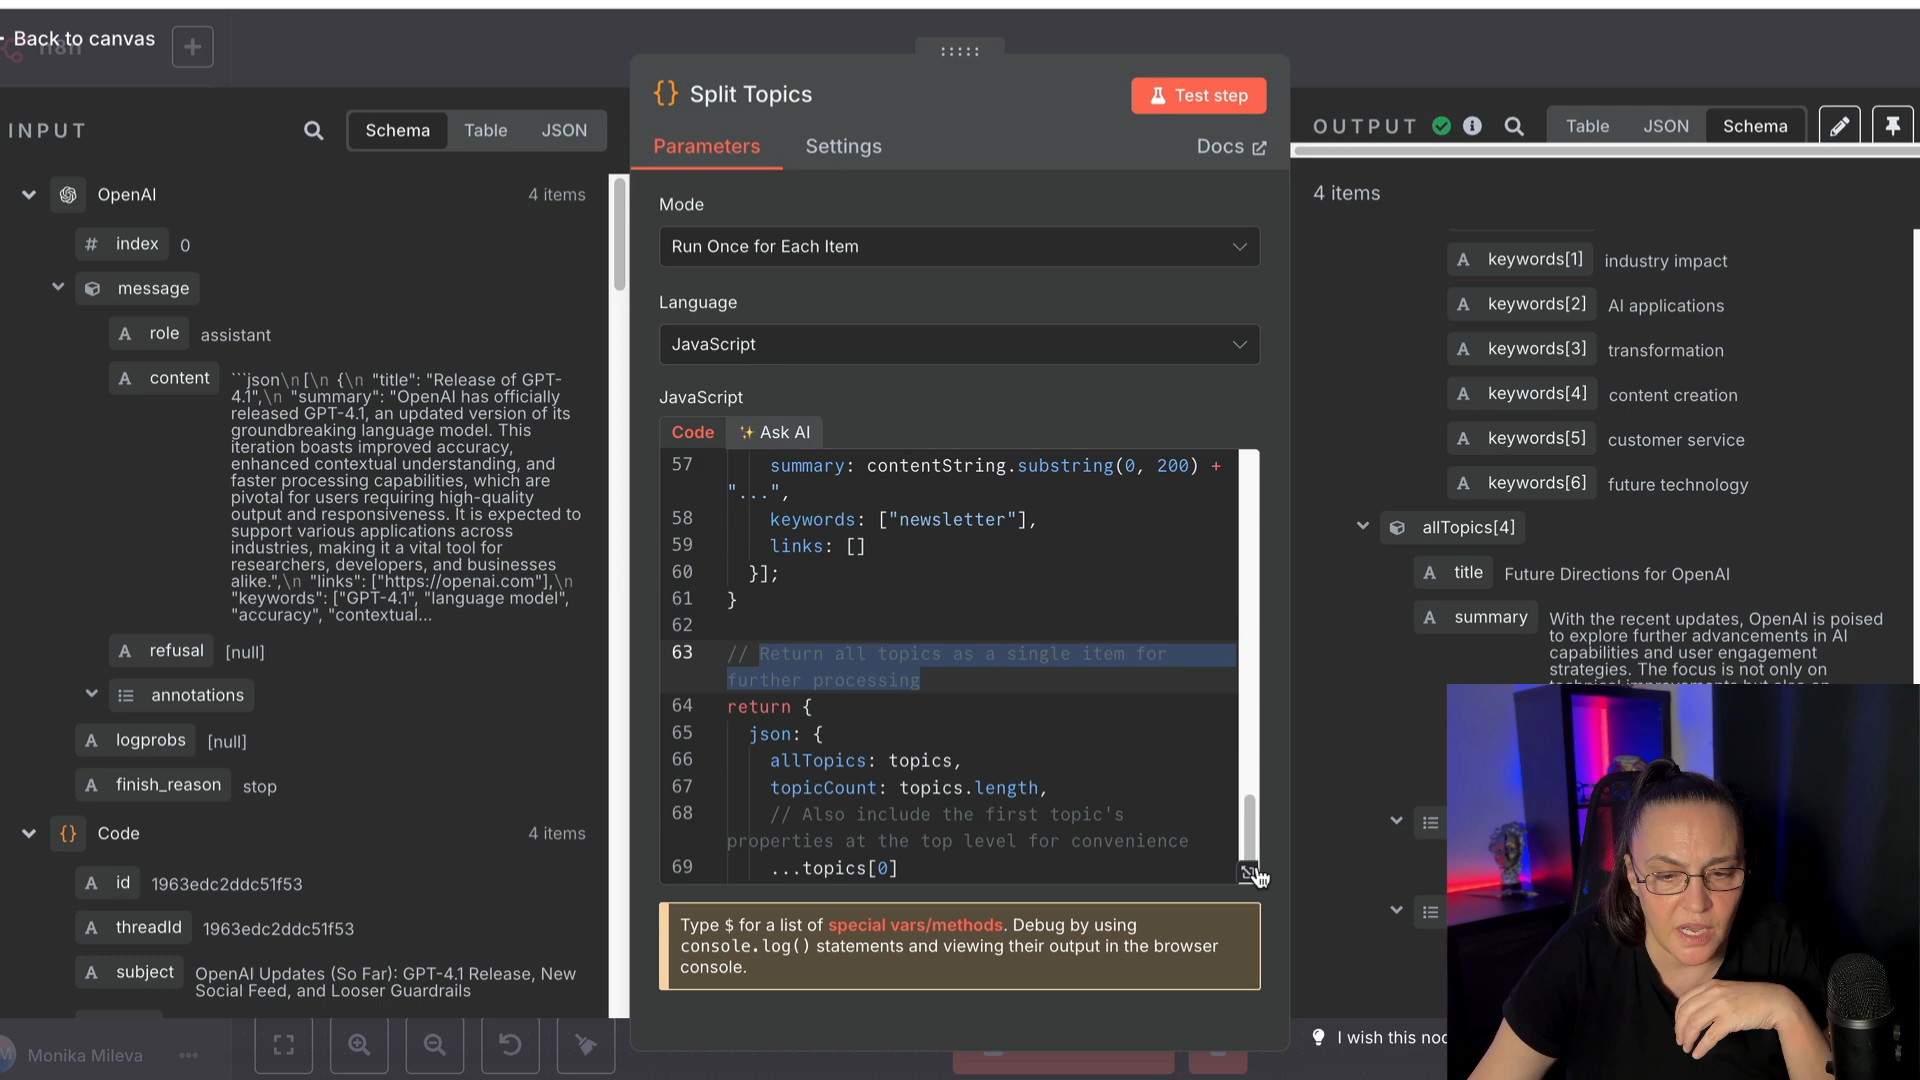 Back to canvas
n8n
INPUT
Schema
Table
JSON
OpenAI
4 items
# index
0
message
A role
assistant
A content
```json\n[\n {\n "title": "Release of GPT-
4.1",\n "summary": "OpenAI has officially
released GPT-4.1, an updated version of its
groundbreaking language model. This
iteration boasts improved accuracy,
enhanced contextual understanding, and
faster processing capabilities, which are
pivotal for users requiring high-quality
output and responsiveness. It is expected to
support various applications across
industries, making it a vital tool for
researchers, developers, and businesses
alike.",\n "links": ["https://openai.com"],\n
"keywords": ["GPT-4.1", "language model",
"accuracy", "contextual...
A refusal
[null]
annotations
A logprobs
[null]
A finish_reason
stop
{} Code
4 items
A id
1963edc2ddc51f53
A threadId
1963edc2ddc51f53
A subject
OpenAI Updates (So Far): GPT-4.1 Release, New
Social Feed, and Looser Guardrails
Monika Mileva
{} Split Topics
Test step
Parameters
Settings
Docs
Mode
Run Once for Each Item
Language
JavaScript
JavaScript
Code
Ask AI
57 summary: contentString.substring(0, 200) +
"...",
58 keywords: ["newsletter"],
59 links: []
60 }];
61 }
62
63 // Return all topics as a single item for
further processing
64 return {
65 json: {
66 allTopics: topics,
67 topicCount: topics.length,
68 // Also include the first topic's
properties at the top level for convenience
69 ...topics[0]
Type $ for a list of special vars/methods. Debug by using
console.log() statements and viewing their output in the browser
console.
OUTPUT
Table
JSON
Schema
4 items
A keywords[1]
industry impact
A keywords[2]
AI applications
A keywords[3]
transformation
A keywords[4]
content creation
A keywords[5]
customer service
A keywords[6]
future technology
allTopics[4]
A title
Future Directions for OpenAI
A summary
With the recent updates, OpenAI is poised
to explore further advancements in AI
capabilities and user engagement
strategies. The focus is not only on
I wish this